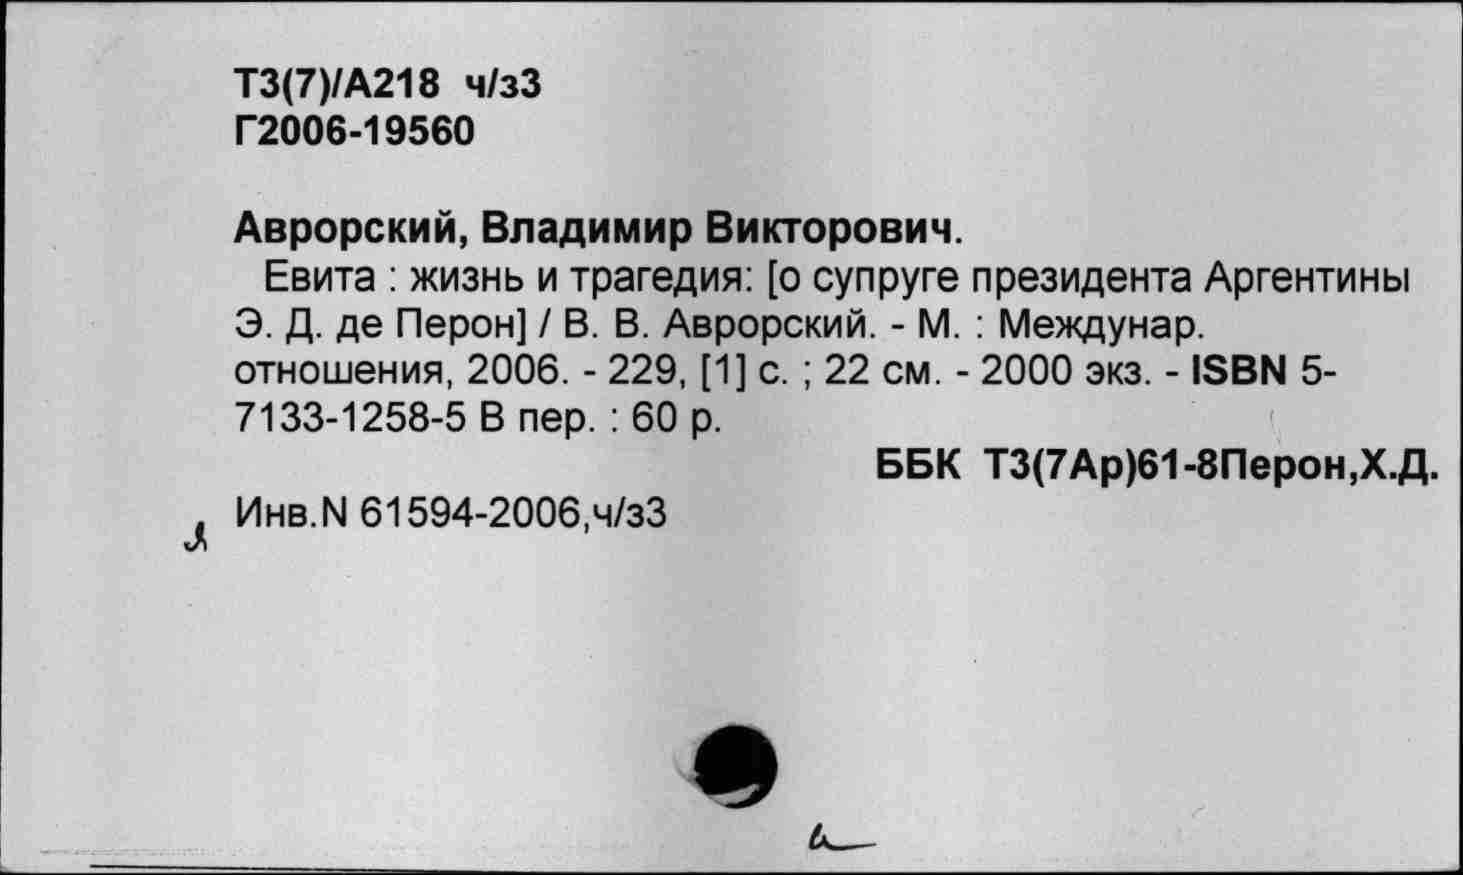 Т3(7)/А218 ч/з3
Г2006-19560
Аврорский, Владимир Викторович.
Евита : жизнь и трагедия: [о супруге президента Аргентины
Э. Д. де Перон] / В. В. Аврорский. - М. : Междунар.
отношения, 2006. - 229, [1] с. ; 22 см. - 2000 экз. - ISBN 5-
7133-1258-5 В пер. : 60 р.
ББК Т3(7Ар)61-8Перон,Х.Д.
Инв.N 61594-2006,ч/з3